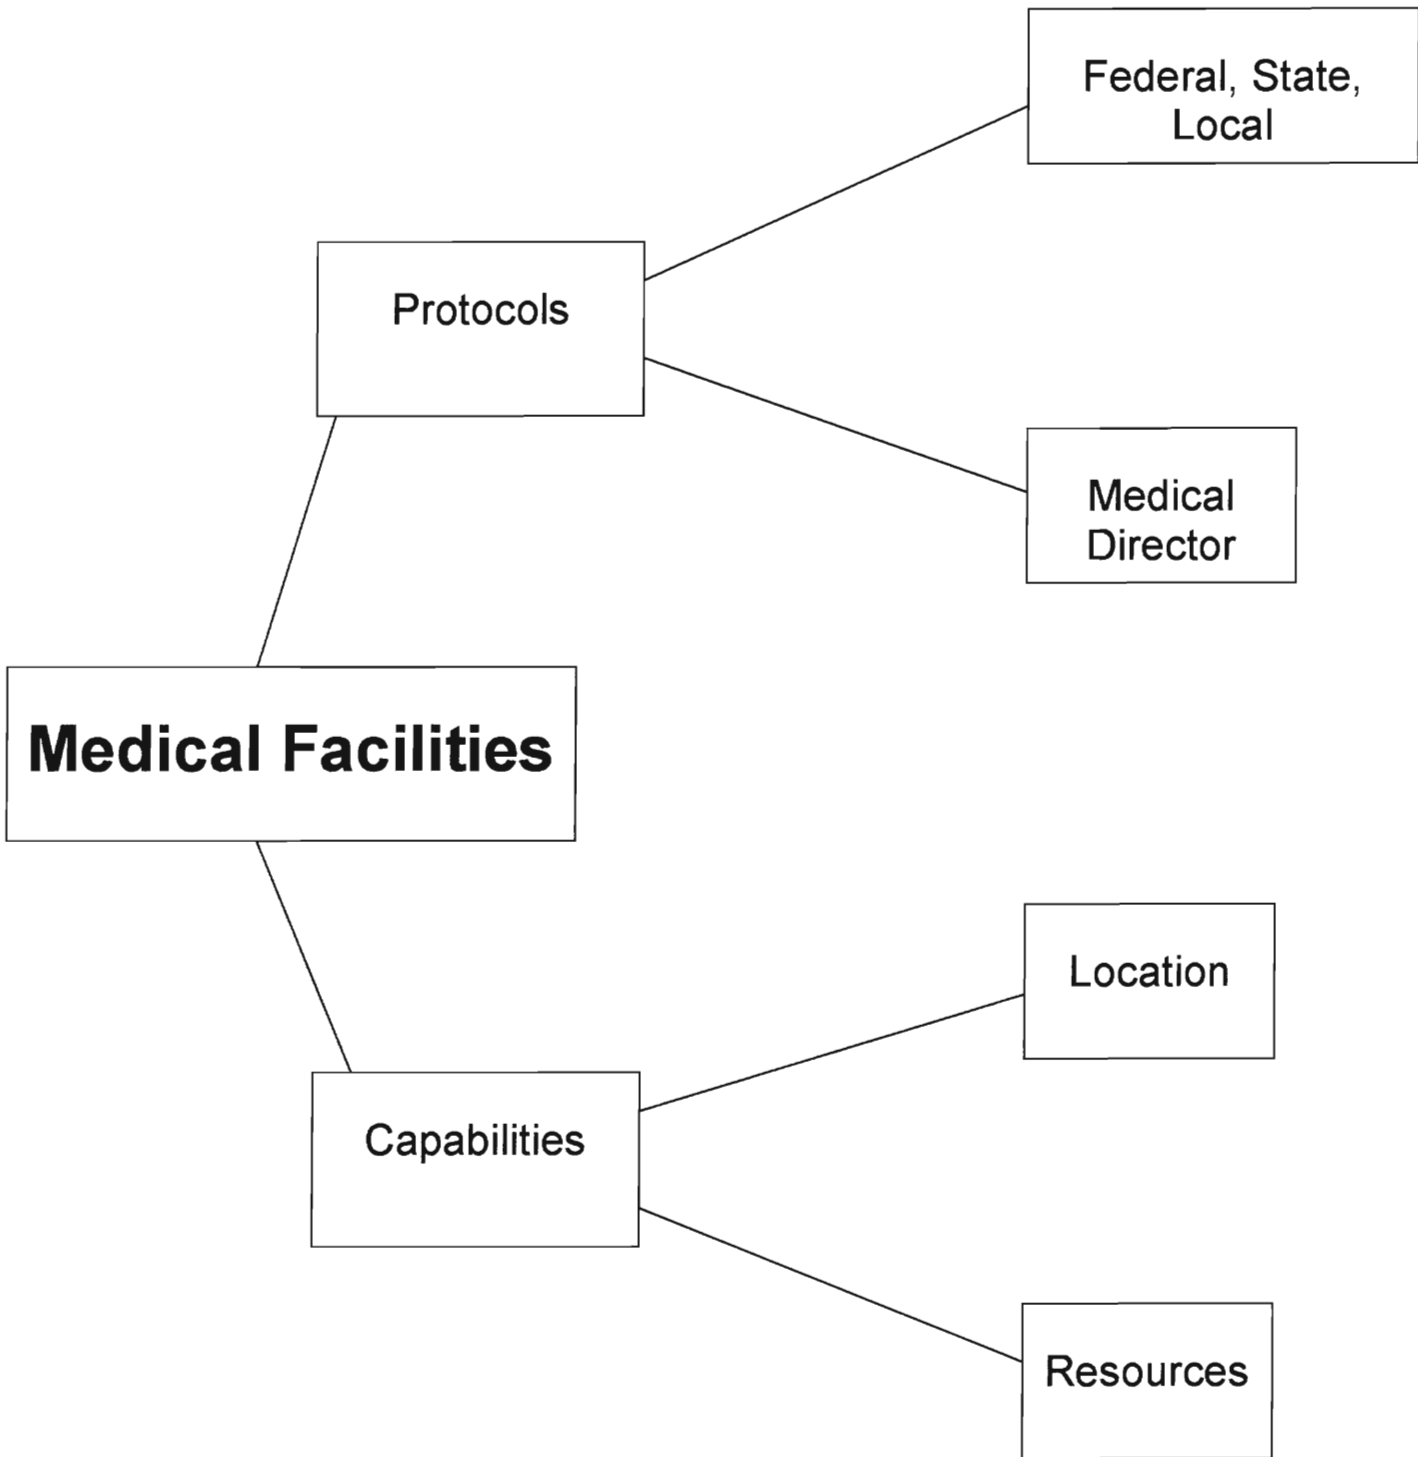 Federal, State,
Local
Protocols
Medical
Director
Medical Facilities
Location
Capabilities
Resources